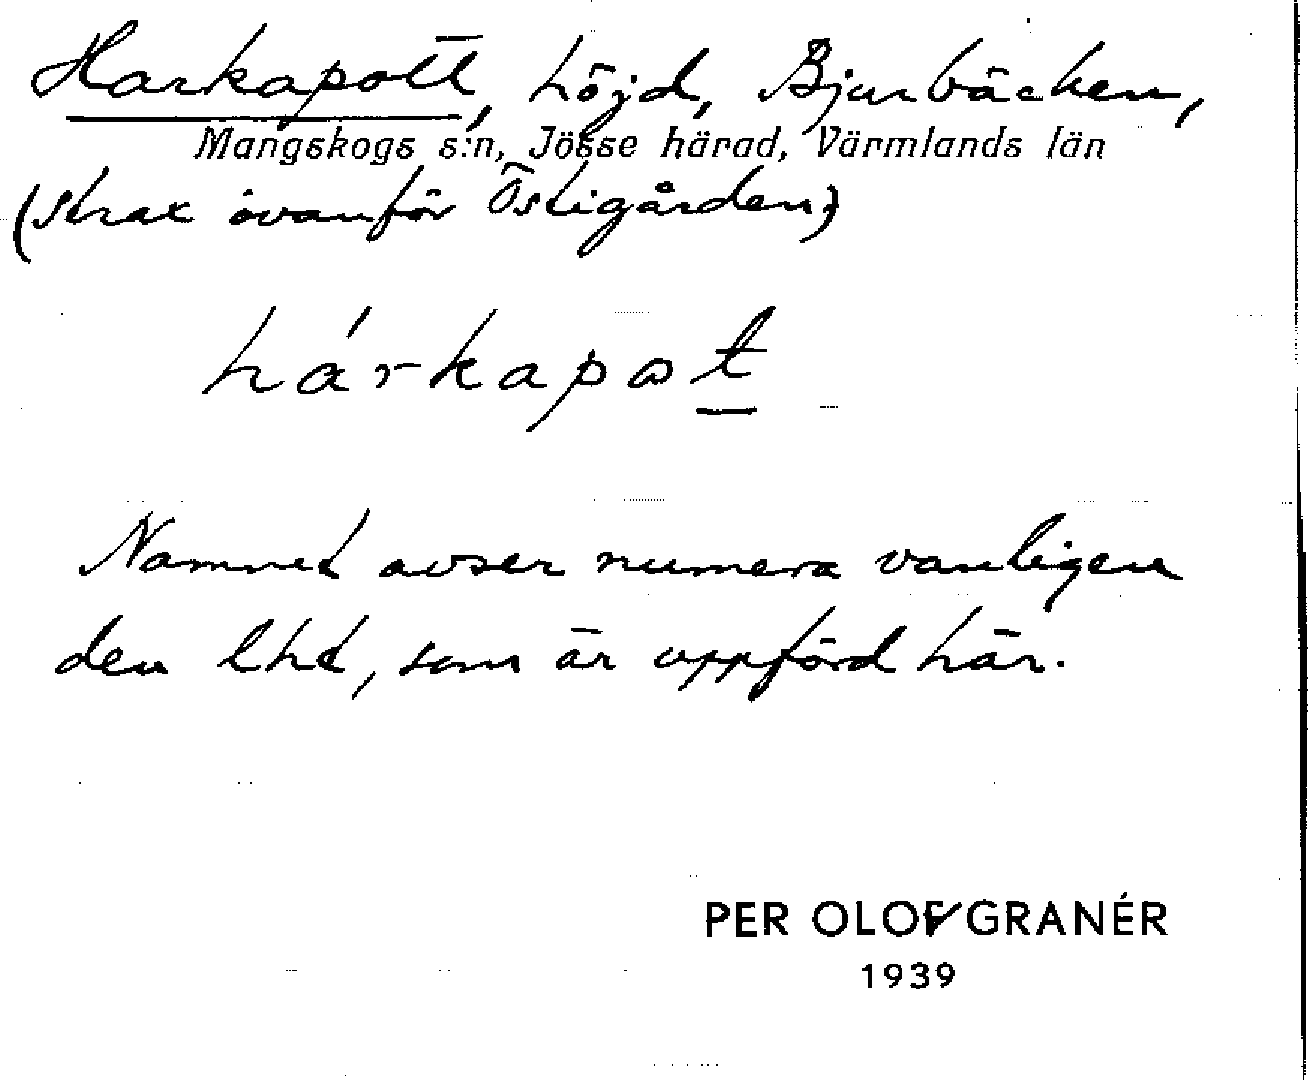 Harkapott, höjd, Bjurbäcken,
Mangskogs s:n, Jösse härad, Värmlands län
(strax ovanför Östigården)
hárkapot
Namnet avser numera vanligen
den lht, som är uppförd här.
PER OLOF GRANÉR
1939